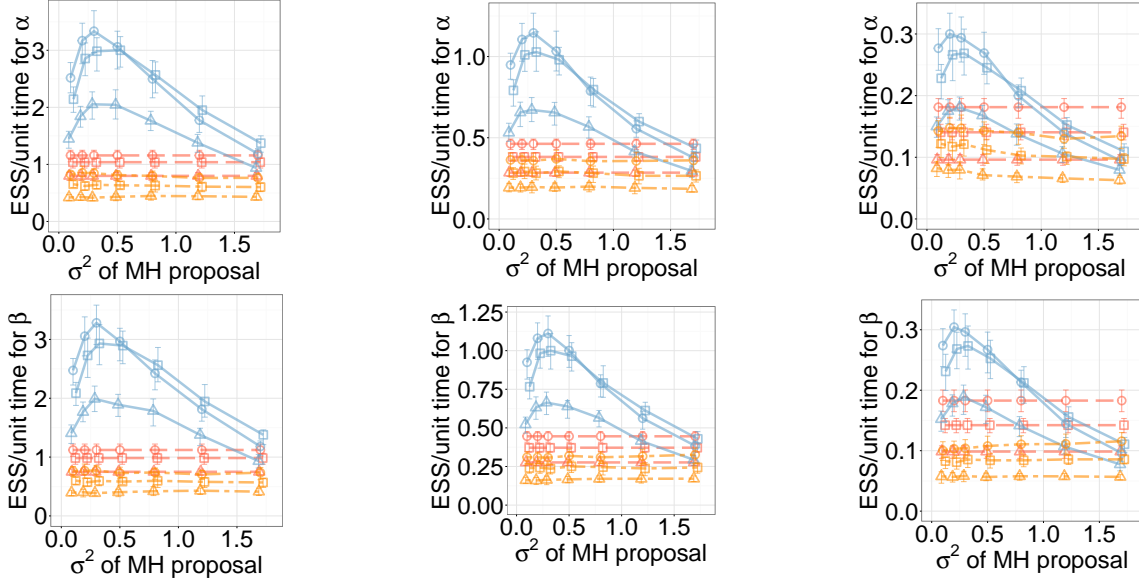 ESS/unit time for α
3
2
1
0
0.0 0.5 1.0 1.5
σ² of MH proposal
ESS/unit time for α
1.0
0.5
0.0
0.0 0.5 1.0 1.5
σ² of MH proposal
ESS/unit time for α
0.3
0.2
0.1
0.0
0.0 0.5 1.0 1.5
σ² of MH proposal
ESS/unit time for β
3
2
1
0
0.0 0.5 1.0 1.5
σ² of MH proposal
ESS/unit time for β
1.25
1.00
0.75
0.50
0.25
0.00
0.0 0.5 1.0 1.5
σ² of MH proposal
ESS/unit time for β
0.3
0.2
0.1
0.0
0.0 0.5 1.0 1.5
σ² of MH proposal